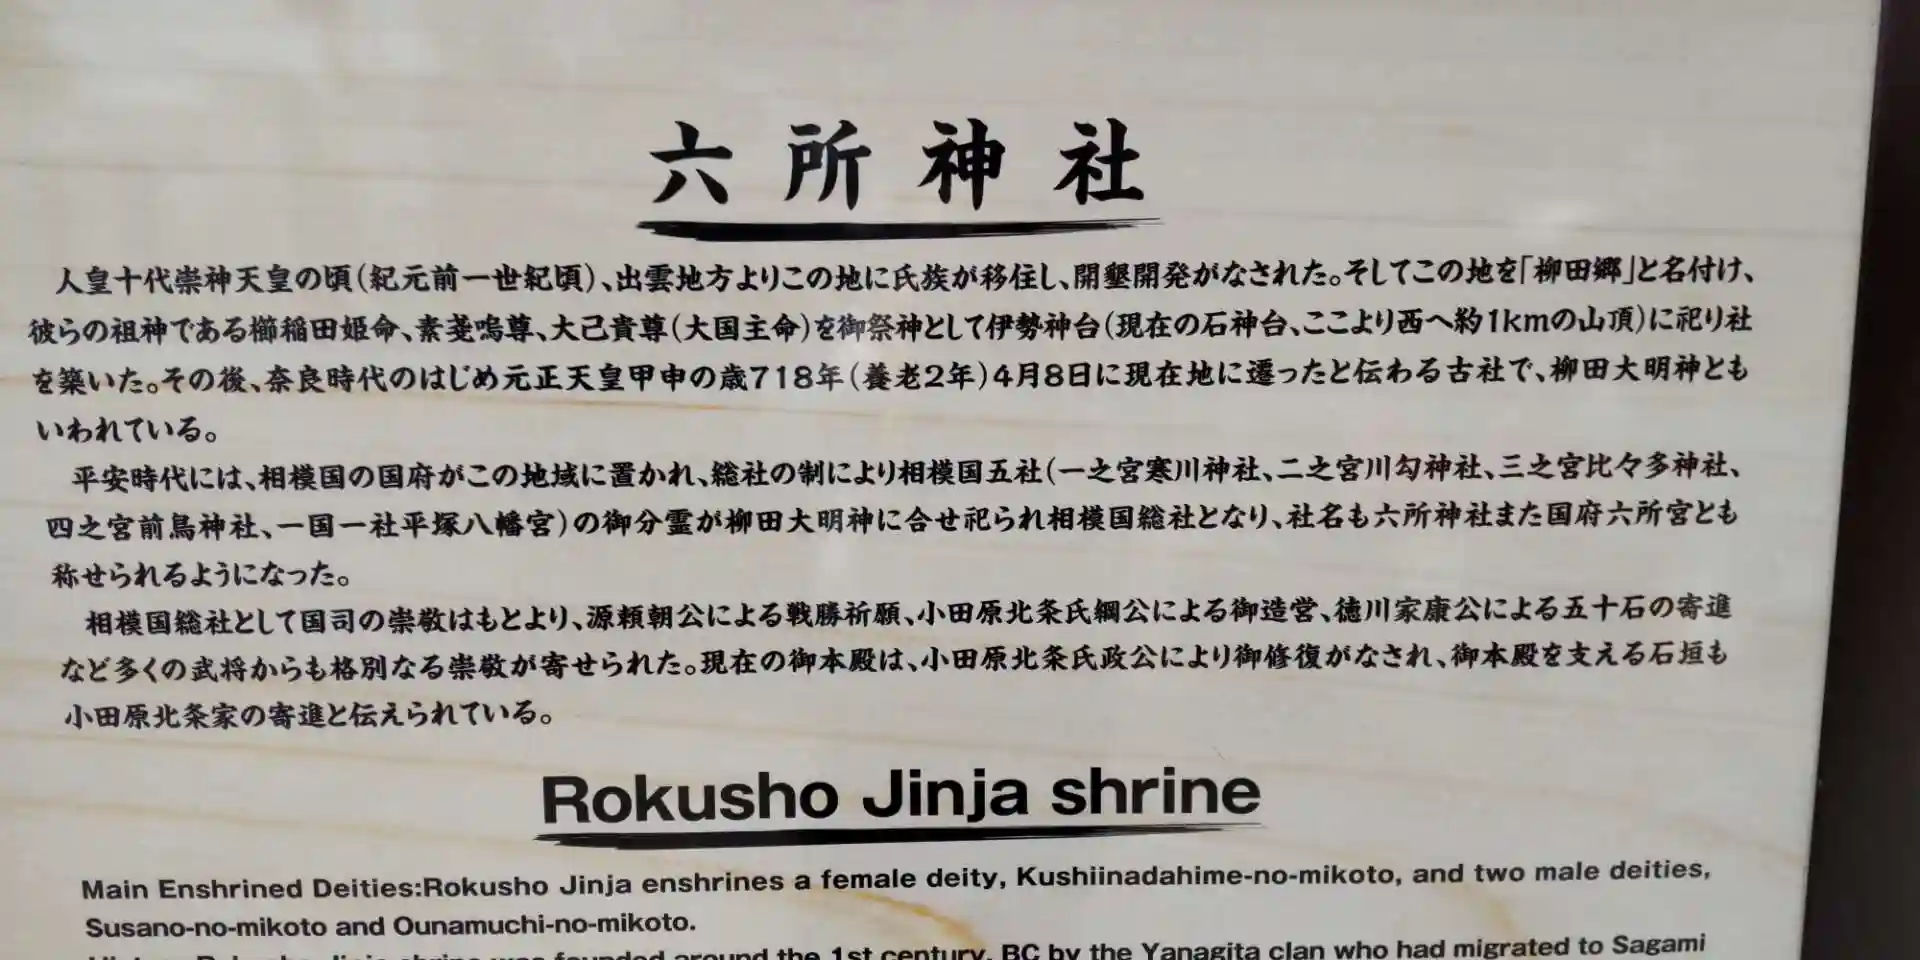 六所神社
人皇十代崇神天皇の頃(紀元前一世紀頃)、出雲地方よりこの地に氏族が移住し、開墾開発がなされた。そしてこの地を「柳田郷」と名付け、
彼らの祖神である櫛稲田姫命、素戔嗚尊、大己貴尊(大国主命)を御祭神として伊勢神台(現在の石神台、ここより西へ約1kmの山頂)に祀り社
を築いた。その後、奈良時代のはじめ元正天皇甲申の歳718年(養老2年)4月8日に現在地に遷ったと伝わる古社で、柳田大明神とも
いわれている。
平安時代には、相模国の国府がこの地域に置かれ、総社の制により相模国五社(一之宮寒川神社、二之宮川勾神社、三之宮比々多神社、
四之宮前鳥神社、一国一社平塚八幡宮)の御分霊が柳田大明神に合せ祀られ相模国総社となり、社名も六所神社また国府六所宮とも
称せられるようになった。
相模国総社として国司の崇敬はもとより、源頼朝公による戦勝祈願、小田原北条氏綱公による御造営、徳川家康公による五十石の寄進
など多くの武将からも格別なる崇敬が寄せられた。現在の御本殿は、小田原北条氏政公により御修復がなされ、御本殿を支える石垣も
小田原北条家の寄進と伝えられている。
Rokusho Jinja shrine
Main Enshrined Deities:Rokusho Jinja enshrines a female deity, Kushiinadahime-no-mikoto, and two male deities,
Susano-no-mikoto and Ounamuchi-no-mikoto.
Rokusho Jinja shrine was founded around the 1st century, BC by the Yanagita clan who had migrated to Sagami